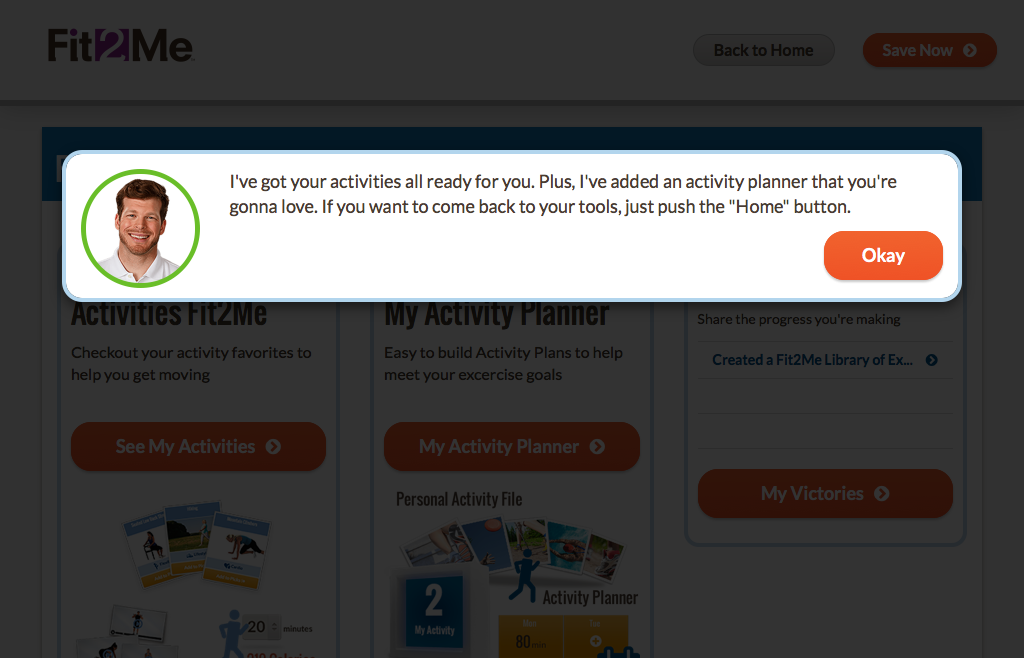 Fit2Me
Back to Home
Save Now
I've got your activities all ready for you. Plus, I've added an activity planner that you're
gonna love. If you want to come back to your tools, just push the "Home" button.
Okay
Activities Fit2Me
Checkout your activity favorites to
help you get moving
See My Activities
My Activity Planner
Easy to build Activity Plans to help
meet your excercise goals
My Activity Planner
Share the progress you're making
Created a Fit2Me Library of Ex...
My Victories
Personal Activity File
2
My Activity
Activity Planner
Mon
Tue
80 min
20
minutes